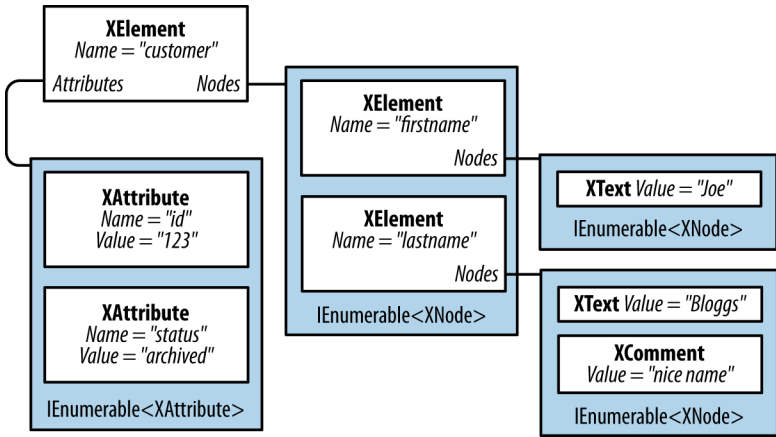 XElement
Name = "customer"
Attributes Nodes
XElement
Name = "firstname"
Nodes
XElement
Name = "lastname"
Nodes
IEnumerable<XNode>
XAttribute
Name = "id"
Value = "123"
XAttribute
Name = "status"
Value = "archived"
IEnumerable<XAttribute>
XText Value = "Joe"
IEnumerable<XNode>
XText Value = "Bloggs"
XComment
Value = "nice name"
IEnumerable<XNode>